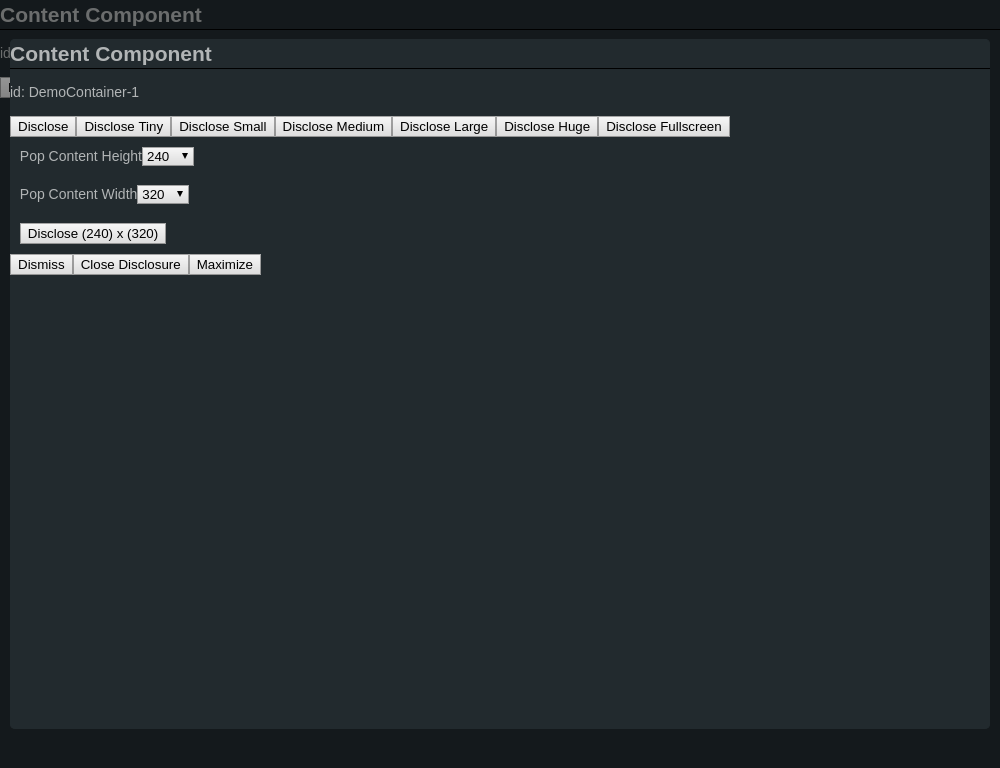 Content Component
id
Content Component
id: DemoContainer-1
Disclose Disclose Tiny Disclose Small Disclose Medium Disclose Large Disclose Huge Disclose Fullscreen
Pop Content Height 240
Pop Content Width 320
Disclose (240) x (320)
Dismiss Close Disclosure Maximize